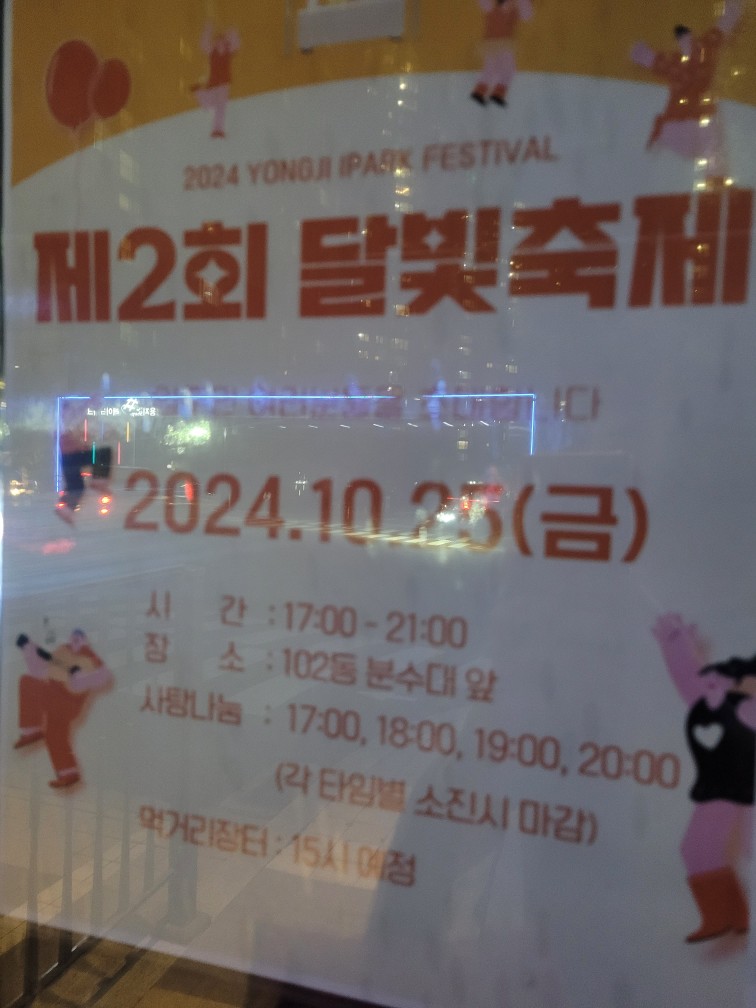 2024 YONGJI IPARK FESTIVAL
제2회 달빛축제
2024.10.25(금)
시 간 : 17:00 - 21:00
장 소 : 102동 분수대 앞
사탕나눔 : 17:00, 18:00, 19:00, 20:00
(각 타임별 소진시 마감)
먹거리장터 : 15시 예정